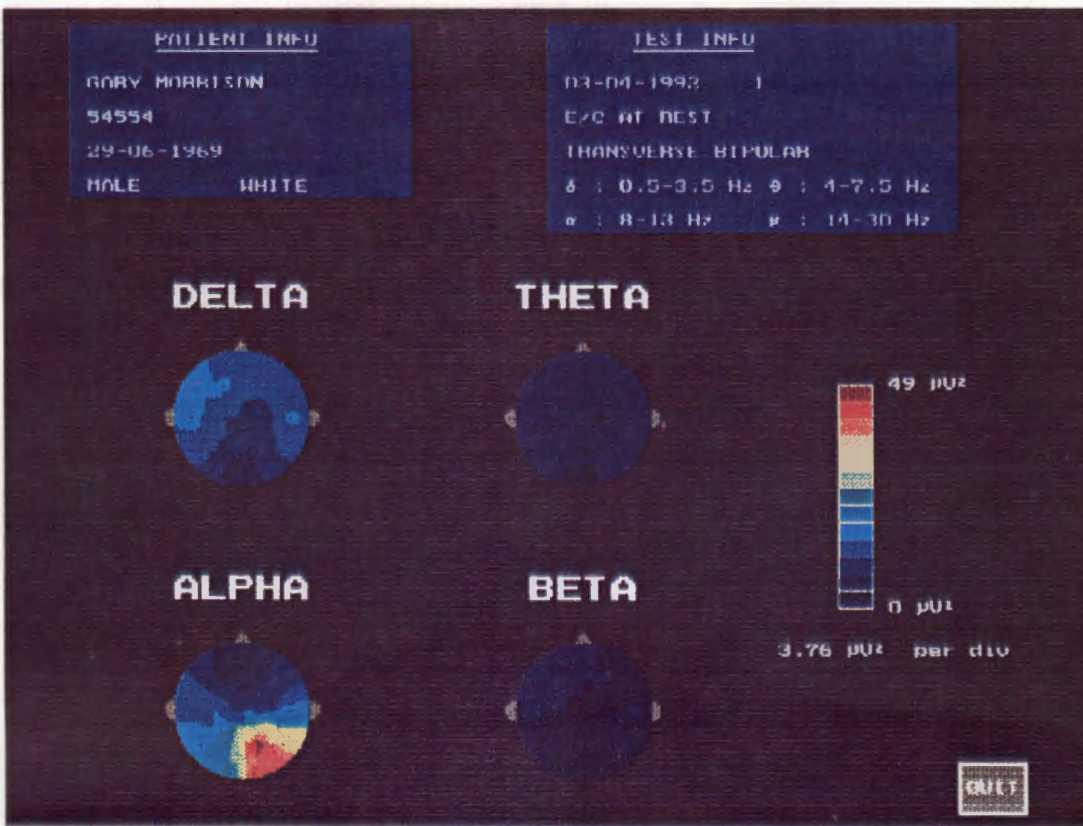 PATIENT INFO
GARY MORRISON
54554
29-06-1969
MALE WHITE
TEST INFO
03-04-1992 1
E/C AT REST
TRANSVERSE BIPOLAR
δ : 0.5-3.5 Hz θ : 4-7.5 Hz
α : 8-13 Hz : 14-30 Hz
DELTA
THETA
49 µV²
ALPHA
BETA
0 µV²
3.76 µV² per div
QUIT